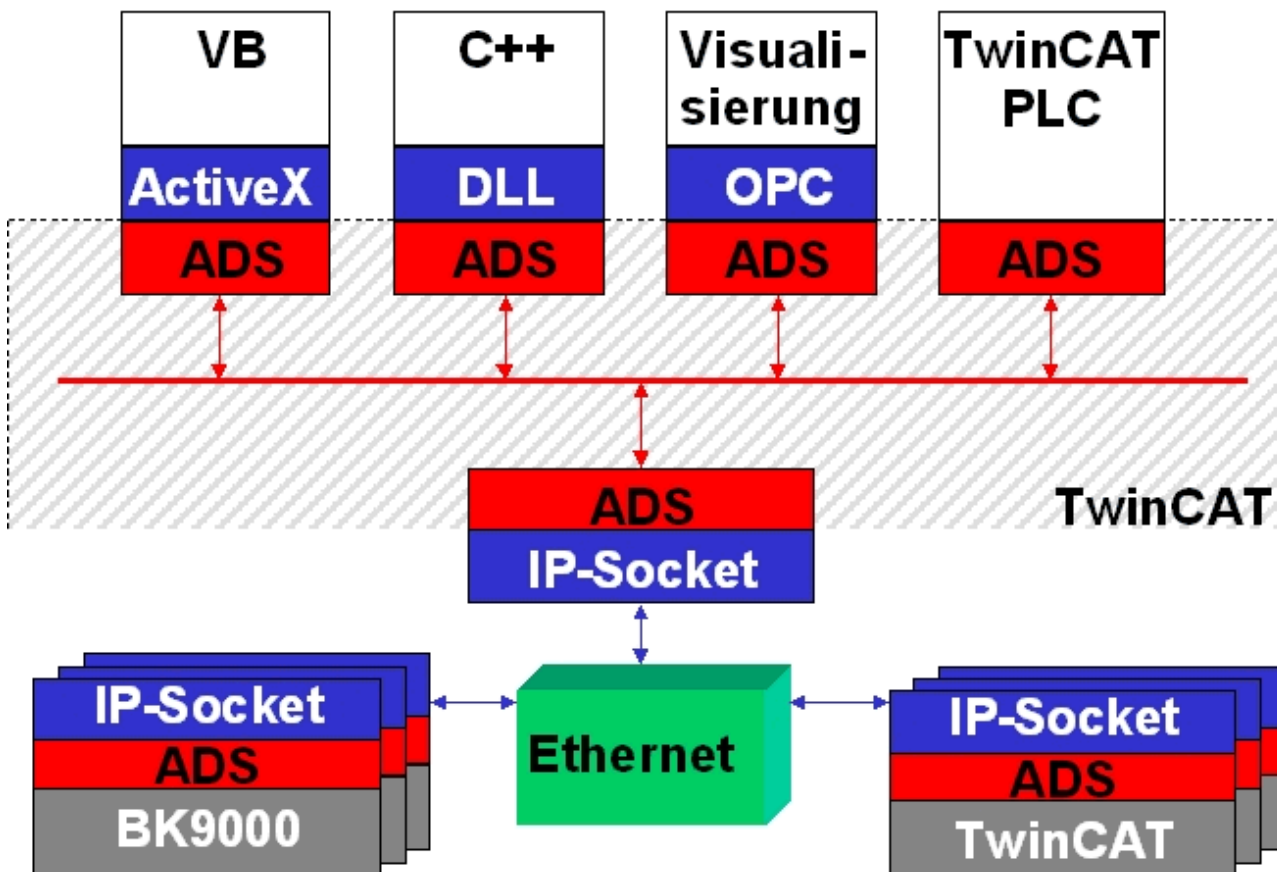 VB
C++
Visuali-
sierung
TwinCAT
PLC
ActiveX
DLL
OPC
ADS
ADS
ADS
ADS
TwinCAT
ADS
IP-Socket
IP-Socket
ADS
BK9000
Ethernet
IP-Socket
ADS
TwinCAT